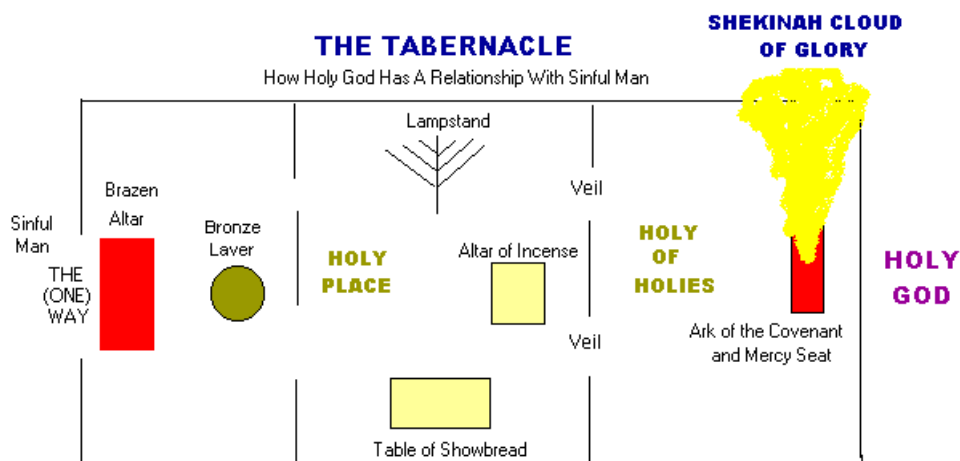 THE TABERNACLE
How Holy God Has A Relationship With Sinful Man
SHEKINAH CLOUD
OF GLORY
Sinful
Man
THE
(ONE)
WAY
Brazen
Altar
Bronze
Laver
HOLY
PLACE
Lampstand
Altar of Incense
Table of Showbread
Veil
Veil
HOLY
OF
HOLIES
Ark of the Covenant
and Mercy Seat
HOLY
GOD